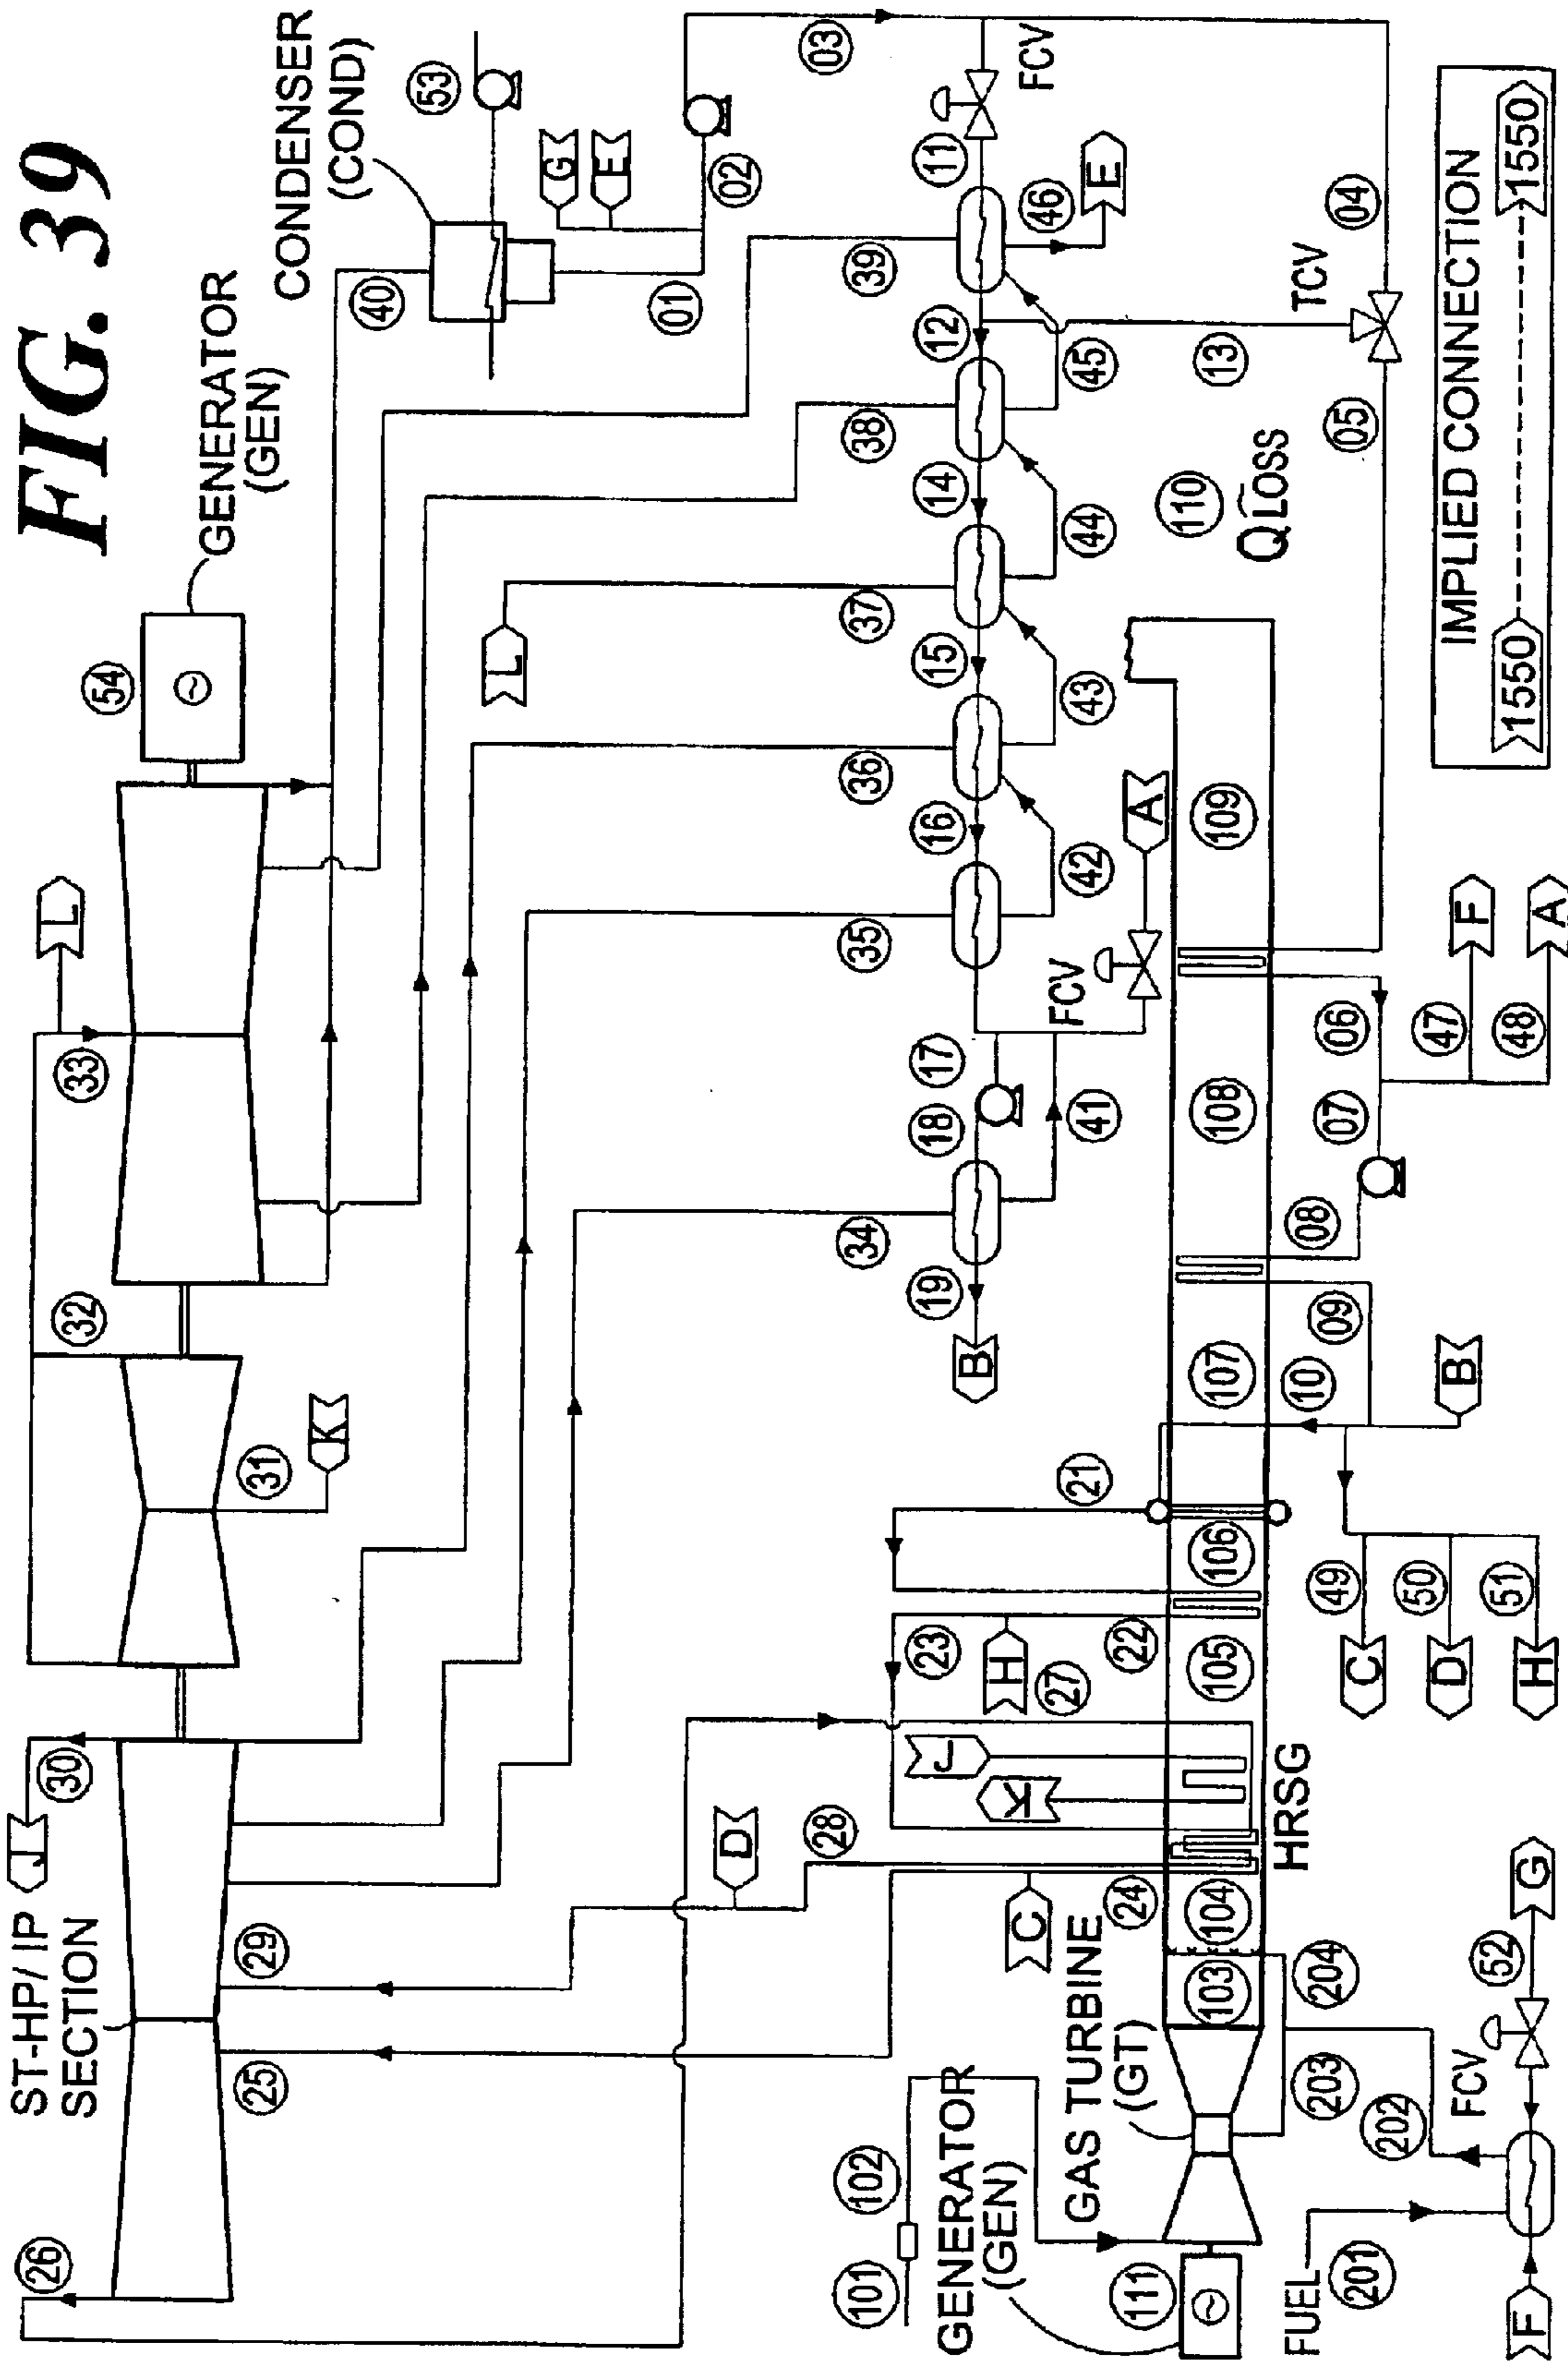 FIG. 39
GENERATOR
(GEN)
CONDENSER
(COND)
54
53
40
G
E
01
02
03
L
33
32
31
K
30
J
ST-HP/IP
SECTION
29
25
26
FCV
11
46
E
39
12
45
13
04
TCV
05
38
14
44
L
37
15
43
36
16
42
35
A
FCV
17
18
41
34
19
B
110
Q LOSS
109
108
107
106
105
104
103
06
47
F
48
A
07
08
09
10
B
21
49
C
50
D
51
H
22
23
H
27
J
K
HRSG
28
D
C
24
GAS TURBINE
(GT)
204
203
202
FCV
52
G
101
102
GENERATOR
(GEN)
111
FUEL
201
F
IMPLIED CONNECTION
1550
1550